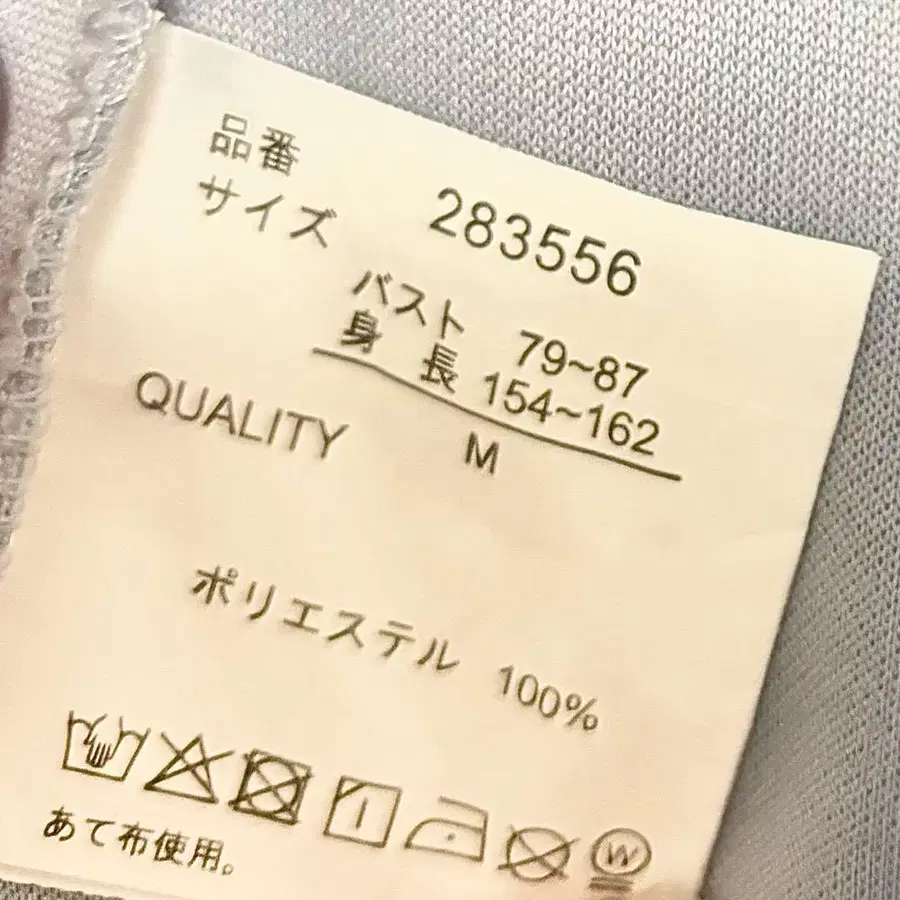 品番 283556
サイズ
バスト 79~87
身長 154~162
M
QUALITY
ポリエステル 100%
W
あて布使用。